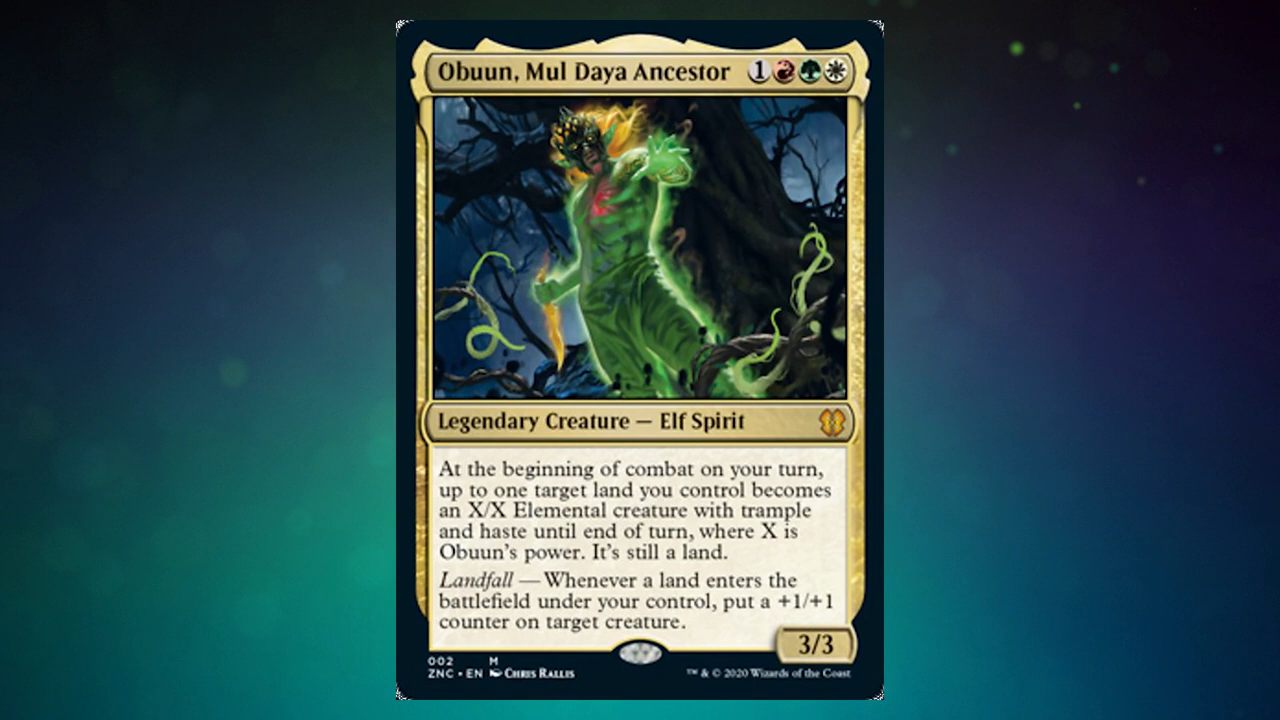 Obuun, Mul Daya Ancestor 1
Legendary Creature — Elf Spirit
At the beginning of combat on your turn,
up to one target land you control becomes
an X/X Elemental creature with trample
and haste until end of turn, where X is
Obuun's power. It's still a land.
Landfall — Whenever a land enters the
battlefield under your control, put a +1/+1
counter on target creature.
3/3
002 M
ZNC • EN Chris Rallis
™ & © 2020 Wizards of the Coast